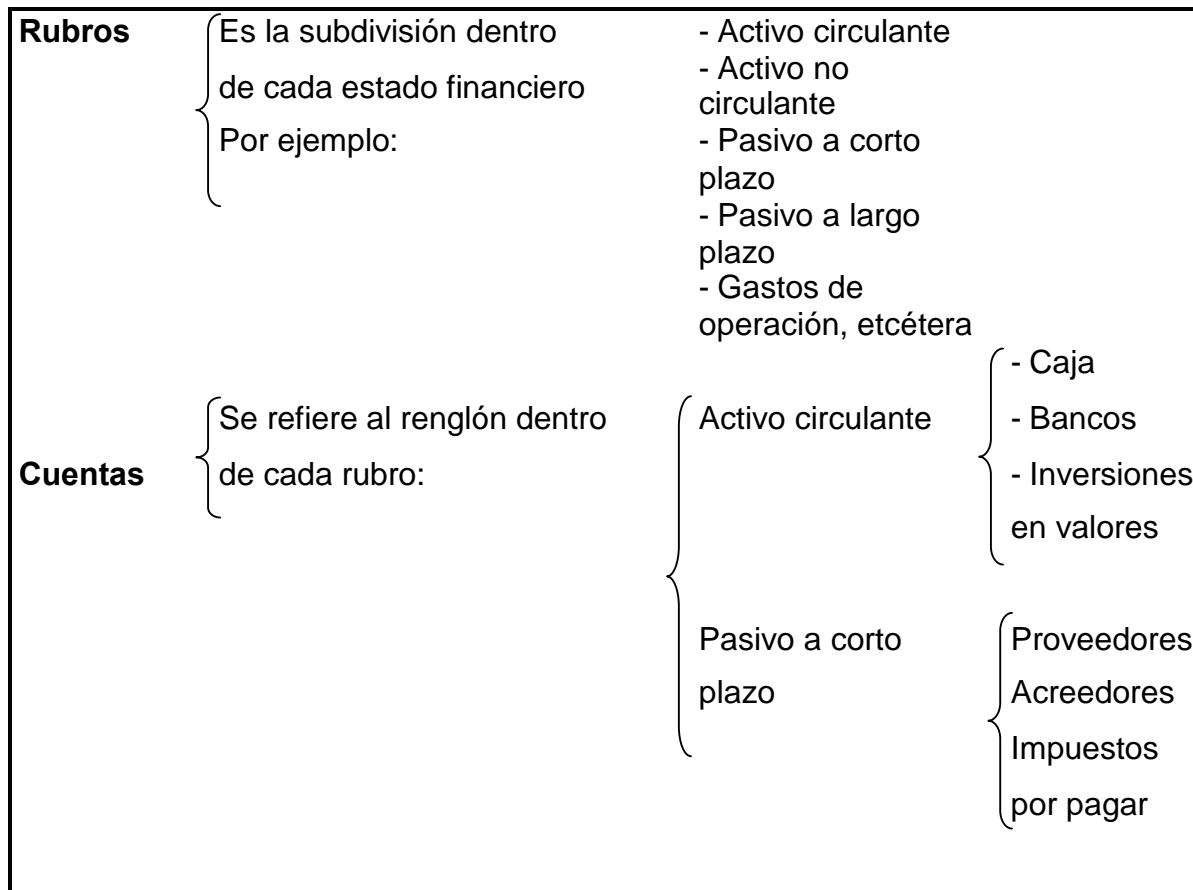 Rubros
Es la subdivisión dentro
de cada estado financiero
Por ejemplo:
- Activo circulante
- Activo no
circulante
- Pasivo a corto
plazo
- Pasivo a largo
plazo
- Gastos de
operación, etcétera
Cuentas
Se refiere al renglón dentro
de cada rubro:
Activo circulante
- Caja
- Bancos
- Inversiones
en valores
Pasivo a corto
plazo
Proveedores
Acreedores
Impuestos
por pagar